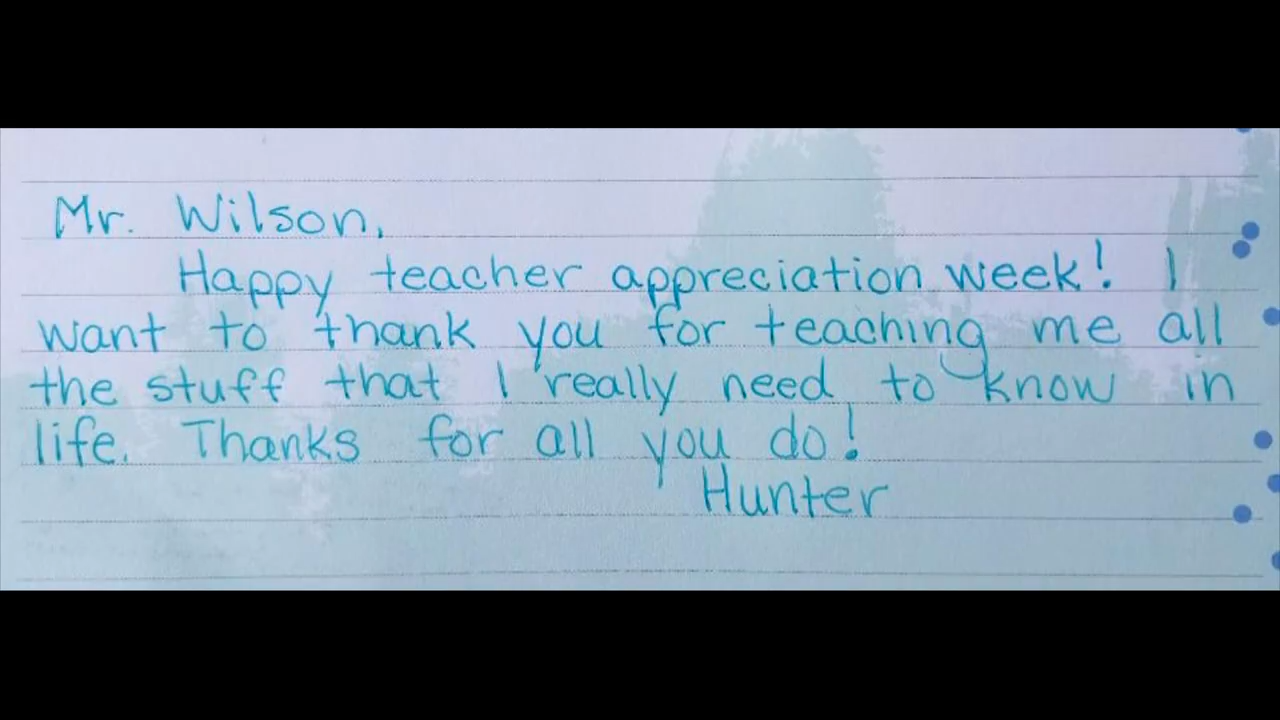 Mr. Wilson,
Happy teacher appreciation week! I
want to thank you for teaching me all
the stuff that I really need to know in
life. Thanks for all you do!
Hunter